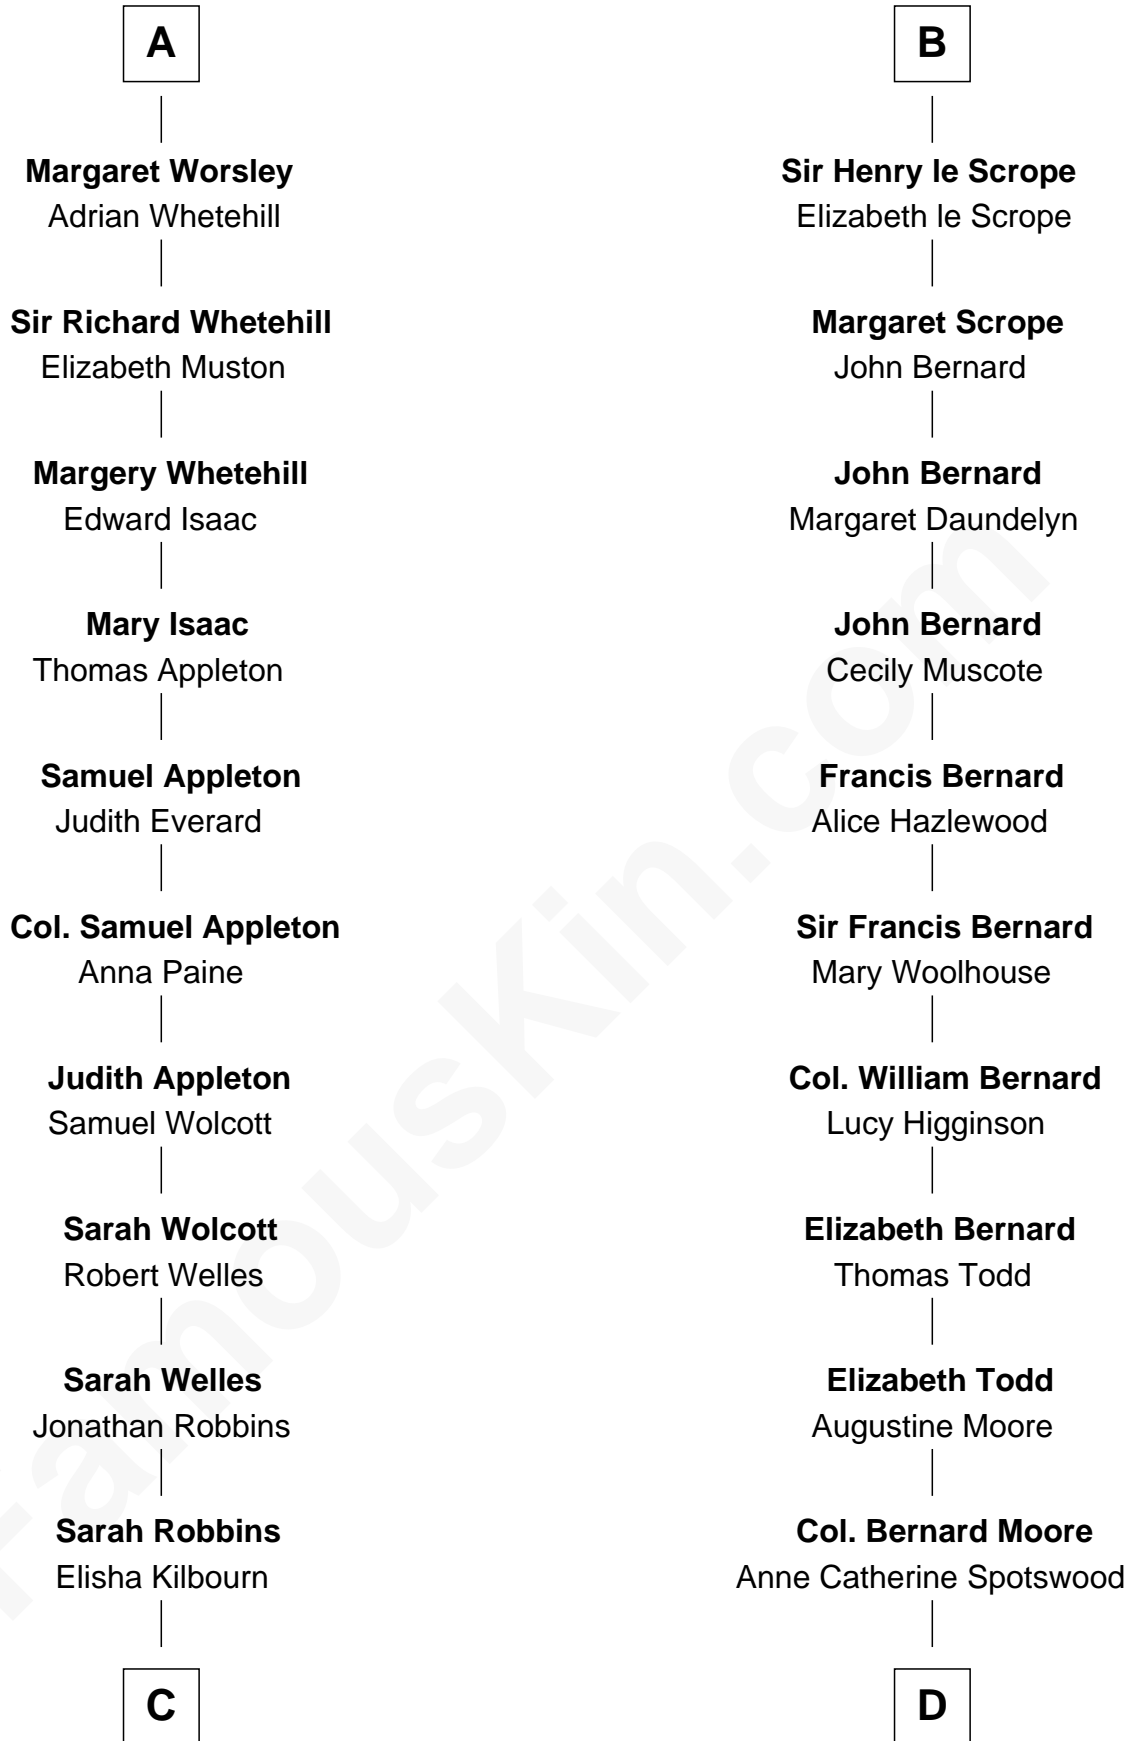 A
Margaret Worsley
Adrian Whetehill
Sir Richard Whetehill
Elizabeth Muston
Margery Whetehill
Edward Isaac
Mary Isaac
Thomas Appleton
Samuel Appleton
Judith Everard
Col. Samuel Appleton
Anna Paine
Judith Appleton
Samuel Wolcott
Sarah Wolcott
Robert Welles
Sarah Welles
Jonathan Robbins
Sarah Robbins
Elisha Kilbourn
C
B
Sir Henry le Scrope
Elizabeth le Scrope
Margaret Scrope
John Bernard
John Bernard
Margaret Daundelyn
John Bernard
Cecily Muscote
Francis Bernard
Alice Hazlewood
Sir Francis Bernard
Mary Woolhouse
Col. William Bernard
Lucy Higginson
Elizabeth Bernard
Thomas Todd
Elizabeth Todd
Augustine Moore
Col. Bernard Moore
Anne Catherine Spotswood
D
FamousKin.com